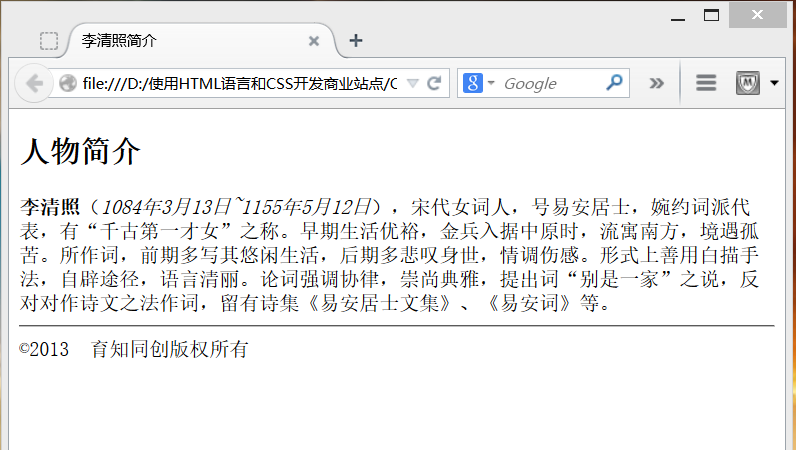 李清照简介
file:///D:/使用HTML语言和CSS开发商业站点/C
Google
人物简介
李清照（1084年3月13日~1155年5月12日），宋代女词人，号易安居士，婉约词派代
表，有“千古第一才女”之称。早期生活优裕，金兵入据中原时，流寓南方，境遇孤
苦。所作词，前期多写其悠闲生活，后期多悲叹身世，情调伤感。形式上善用白描手
法，自辟途径，语言清丽。论词强调协律，崇尚典雅，提出词“别是一家”之说，反
对对作诗文之法作词，留有诗集《易安居士文集》、《易安词》等。
©2013　育知同创版权所有